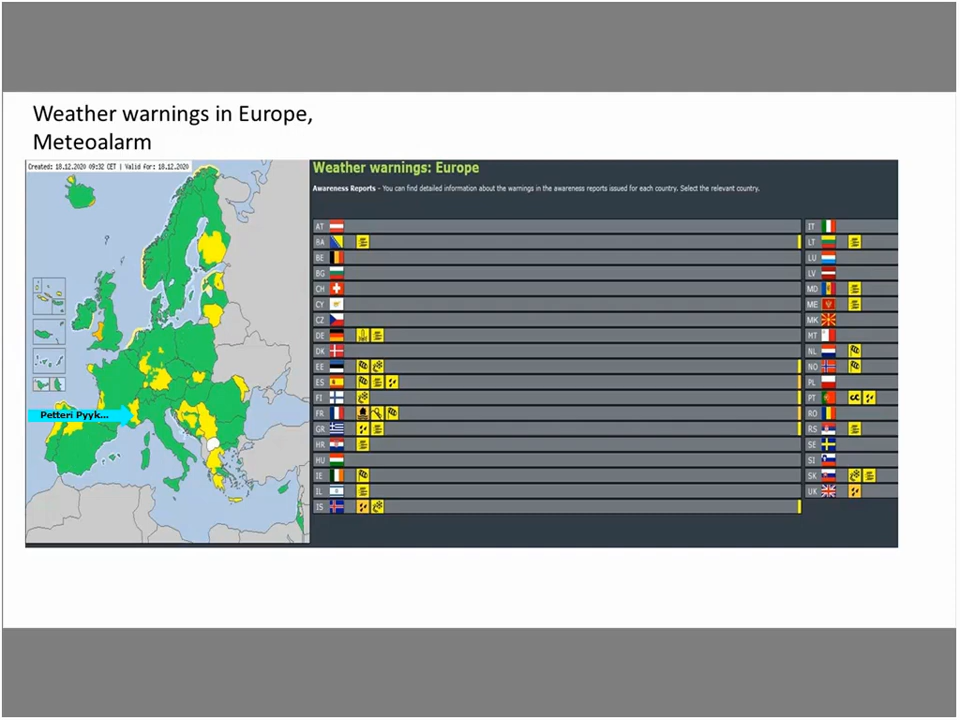 Weather warnings in Europe,
Meteoalarm
Created: 18.12.2020 09:32 CET | Valid for: 18.12.2020
Weather warnings: Europe
Awareness Reports - You can find detailed information about the warnings in the awareness reports issued for each country. Select the relevant country.
AT
IT
BA
LT
BE
LU
BG
LV
CH
MD
CY
ME
CZ
MK
DE
MT
DK
NL
EE
NO
ES
PL
FI
PT
FR
RO
GR
RS
HR
SE
HU
SI
IE
SK
IL
UK
IS
Petteri Pyyk...